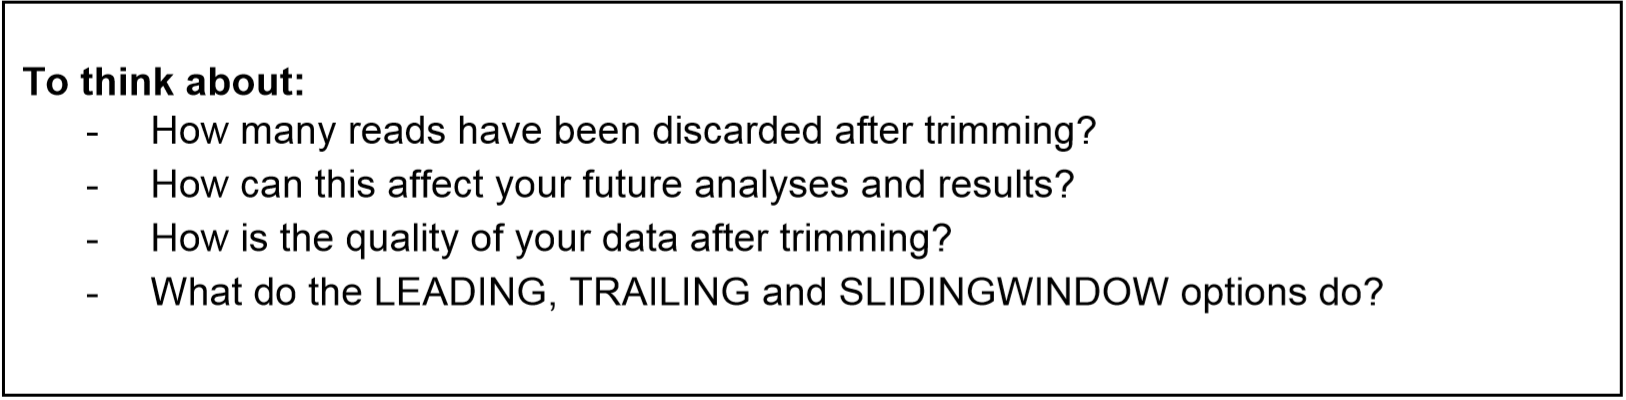 To think about:
- How many reads have been discarded after trimming?
- How can this affect your future analyses and results?
- How is the quality of your data after trimming?
- What do the LEADING, TRAILING and SLIDINGWINDOW options do?